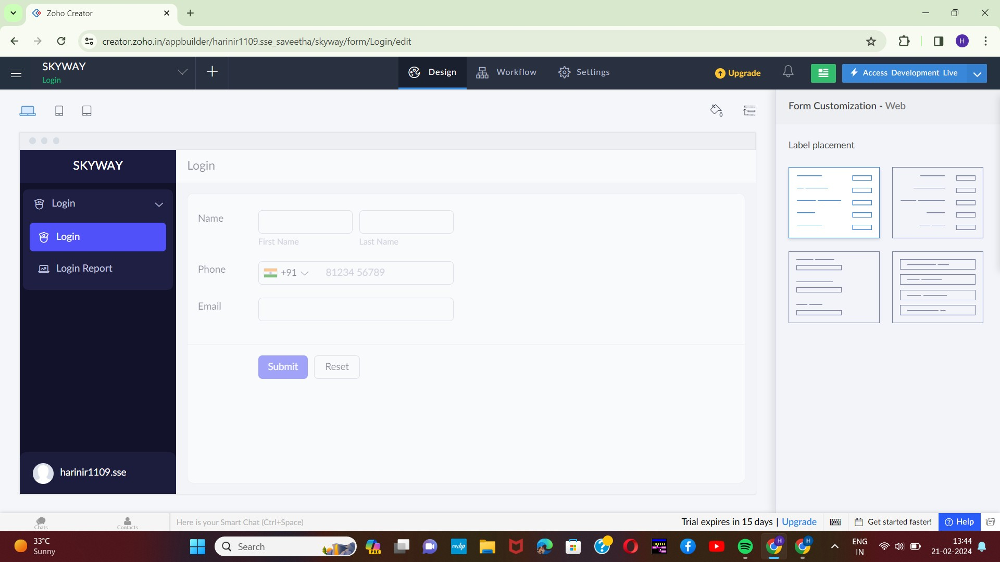 Zoho Creator
creator.zoho.in/appbuilder/harinir1109.sse_saveetha/skyway/form/Login/edit
H
SKYWAY
Login
Design
Workflow
Settings
Upgrade
Access Development Live
Form Customization - Web
Label placement
SKYWAY
Login
Login
Login
Login Report
Name
First Name
Last Name
Phone
+91
81234 56789
Email
Submit
Reset
harinir1109.sse
Chats
Contacts
Here is your Smart Chat (Ctrl+Space)
Trial expires in 15 days | Upgrade
Get started faster!
Help
33°C
Sunny
Search
PRE
myhp
DATA
H
H
ENG
IN
13:44
21-02-2024